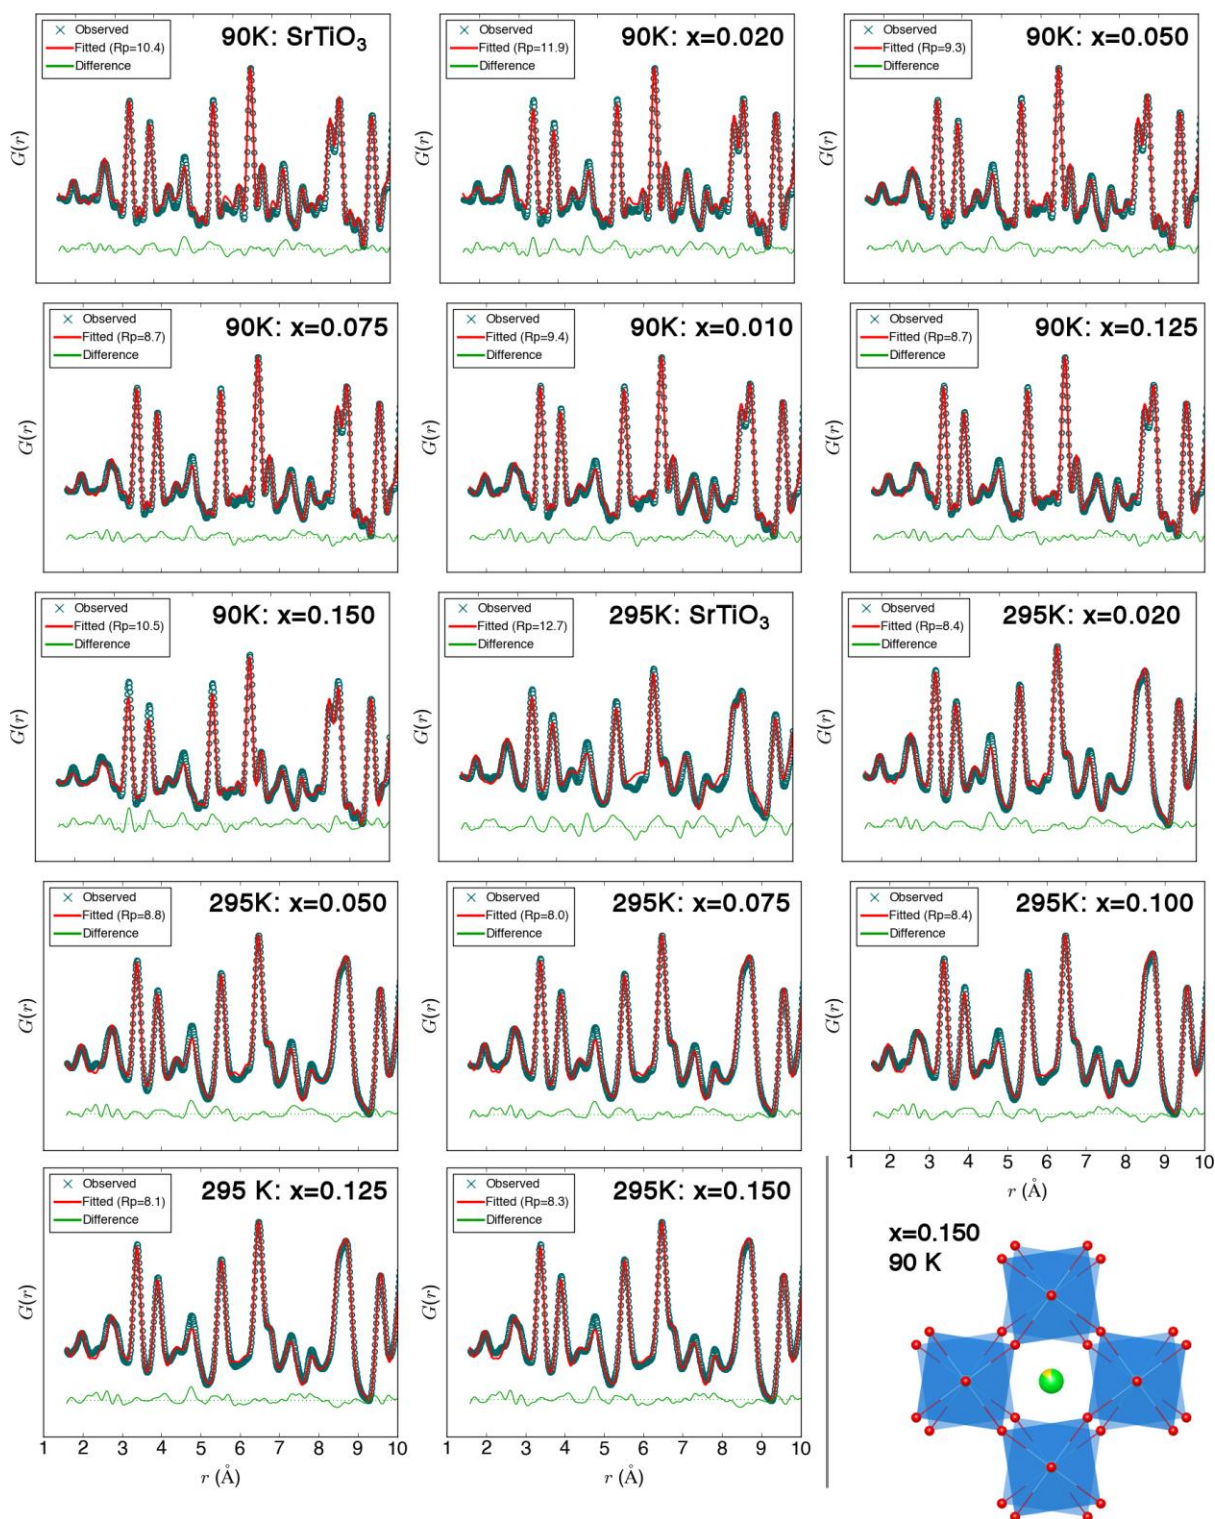 Observed
Fitted (Rp=10.4)
Difference
90K: SrTiO3
G(r)
Observed
Fitted (Rp=11.9)
Difference
90K: x=0.020
G(r)
Observed
Fitted (Rp=9.3)
Difference
90K: x=0.050
G(r)
Observed
Fitted (Rp=8.7)
Difference
90K: x=0.075
G(r)
Observed
Fitted (Rp=9.4)
Difference
90K: x=0.010
G(r)
Observed
Fitted (Rp=8.7)
Difference
90K: x=0.125
G(r)
Observed
Fitted (Rp=10.5)
Difference
90K: x=0.150
G(r)
Observed
Fitted (Rp=12.7)
Difference
295K: SrTiO3
G(r)
Observed
Fitted (Rp=8.4)
Difference
295K: x=0.020
G(r)
Observed
Fitted (Rp=8.8)
Difference
295K: x=0.050
G(r)
Observed
Fitted (Rp=8.0)
Difference
295K: x=0.075
G(r)
Observed
Fitted (Rp=8.4)
Difference
295K: x=0.100
G(r)
1 2 3 4 5 6 7 8 9 10
r (Å)
Observed
Fitted (Rp=8.1)
Difference
295 K: x=0.125
G(r)
1 2 3 4 5 6 7 8 9 10
r (Å)
Observed
Fitted (Rp=8.3)
Difference
295K: x=0.150
G(r)
1 2 3 4 5 6 7 8 9 10
r (Å)
x=0.150
90 K